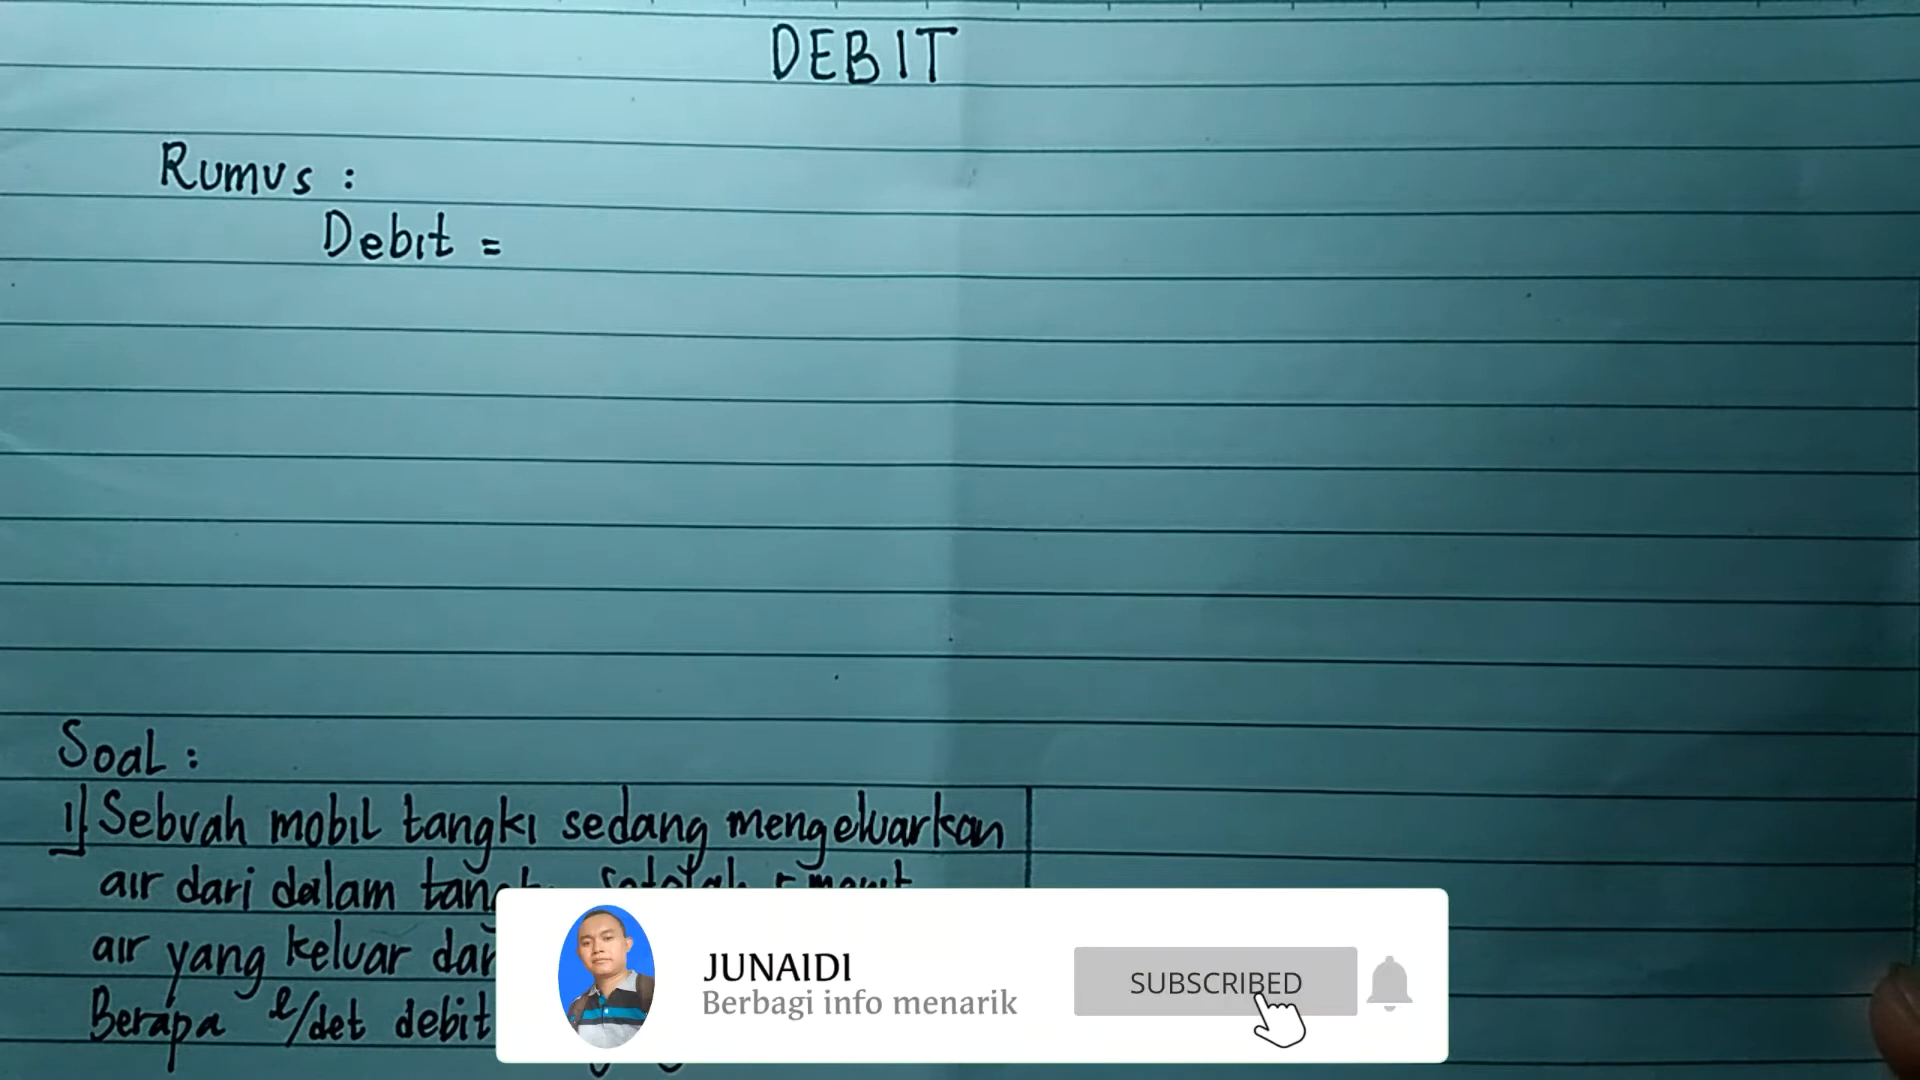 DEBIT
Rumus :
Debit =
Soal :
1] Sebuah mobil tangki sedang mengeluarkan
air dari dalam menit
air yang keluar
Berapa l/det debit
JUNAIDI
Berbagi info menarik
SUBSCRIBED